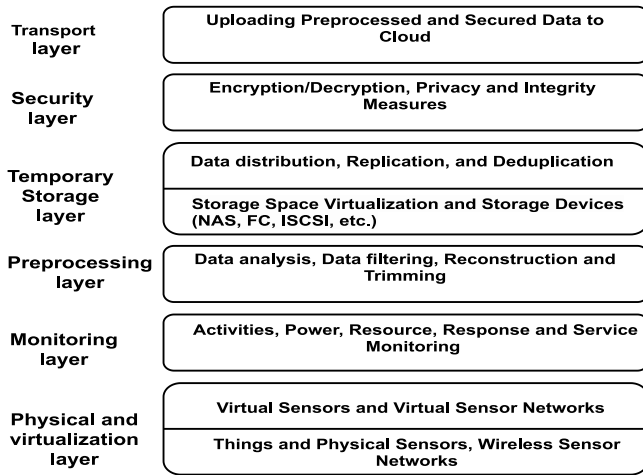 Transport
layer
Uploading Preprocessed and Secured Data to
Cloud
Security
layer
Encryption/Decryption, Privacy and Integrity
Measures
Temporary
Storage
layer
Data distribution, Replication, and Deduplication
Storage Space Virtualization and Storage Devices
(NAS, FC, ISCSI, etc.)
Preprocessing
layer
Data analysis, Data filtering, Reconstruction and
Trimming
Monitoring
layer
Activities, Power, Resource, Response and Service
Monitoring
Physical and
virtualization
layer
Virtual Sensors and Virtual Sensor Networks
Things and Physical Sensors, Wireless Sensor
Networks